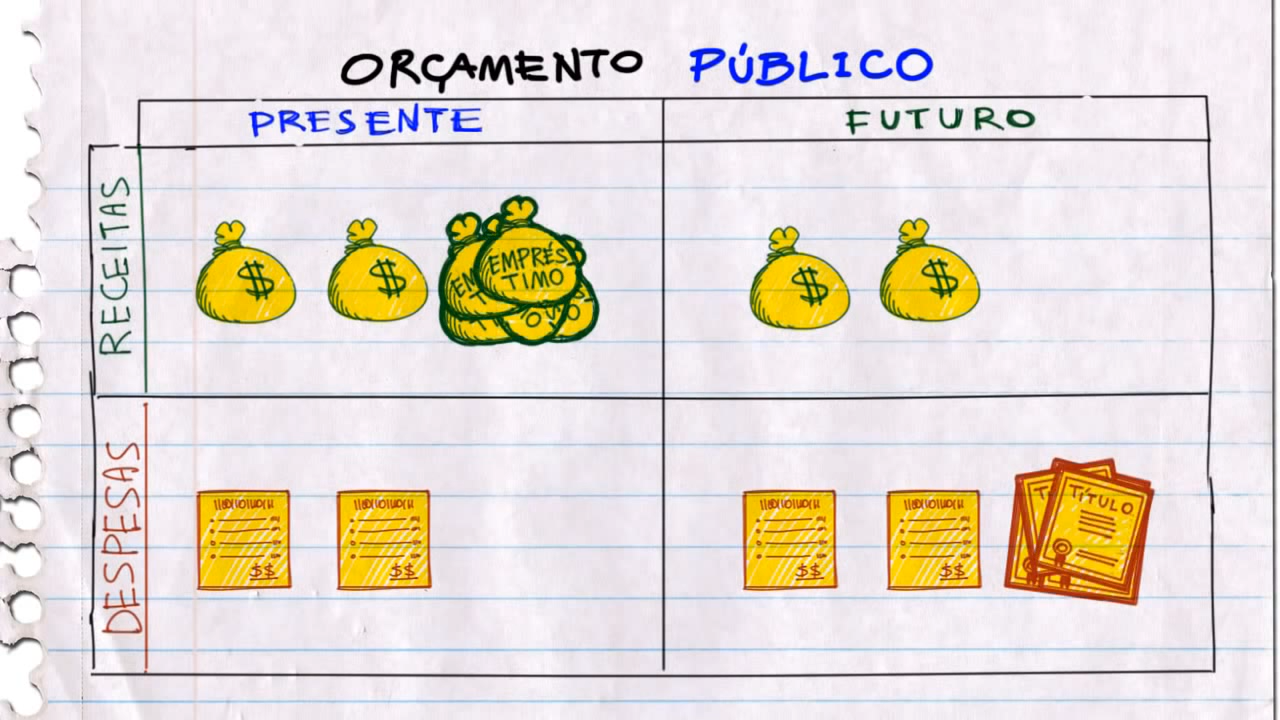 ORÇAMENTO PÚBLICO
PRESENTE
FUTURO
RECEITAS
$
$
EMPRÉS
TIMO
$
$
DESPESAS
$$
$$
$$
$$
TÍTULO